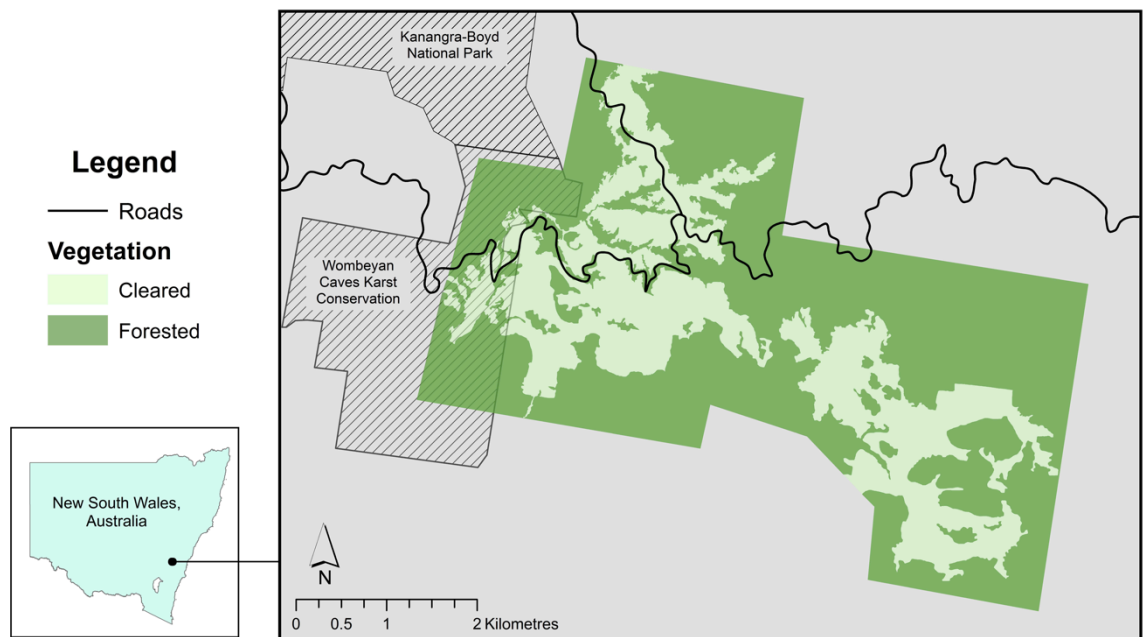 Legend
Roads
Vegetation
Cleared
Forested
New South Wales,
Australia
Kanangra-Boyd
National Park
Wombeyan
Caves Karst
Conservation
N
0 0.5 1 2 Kilometres